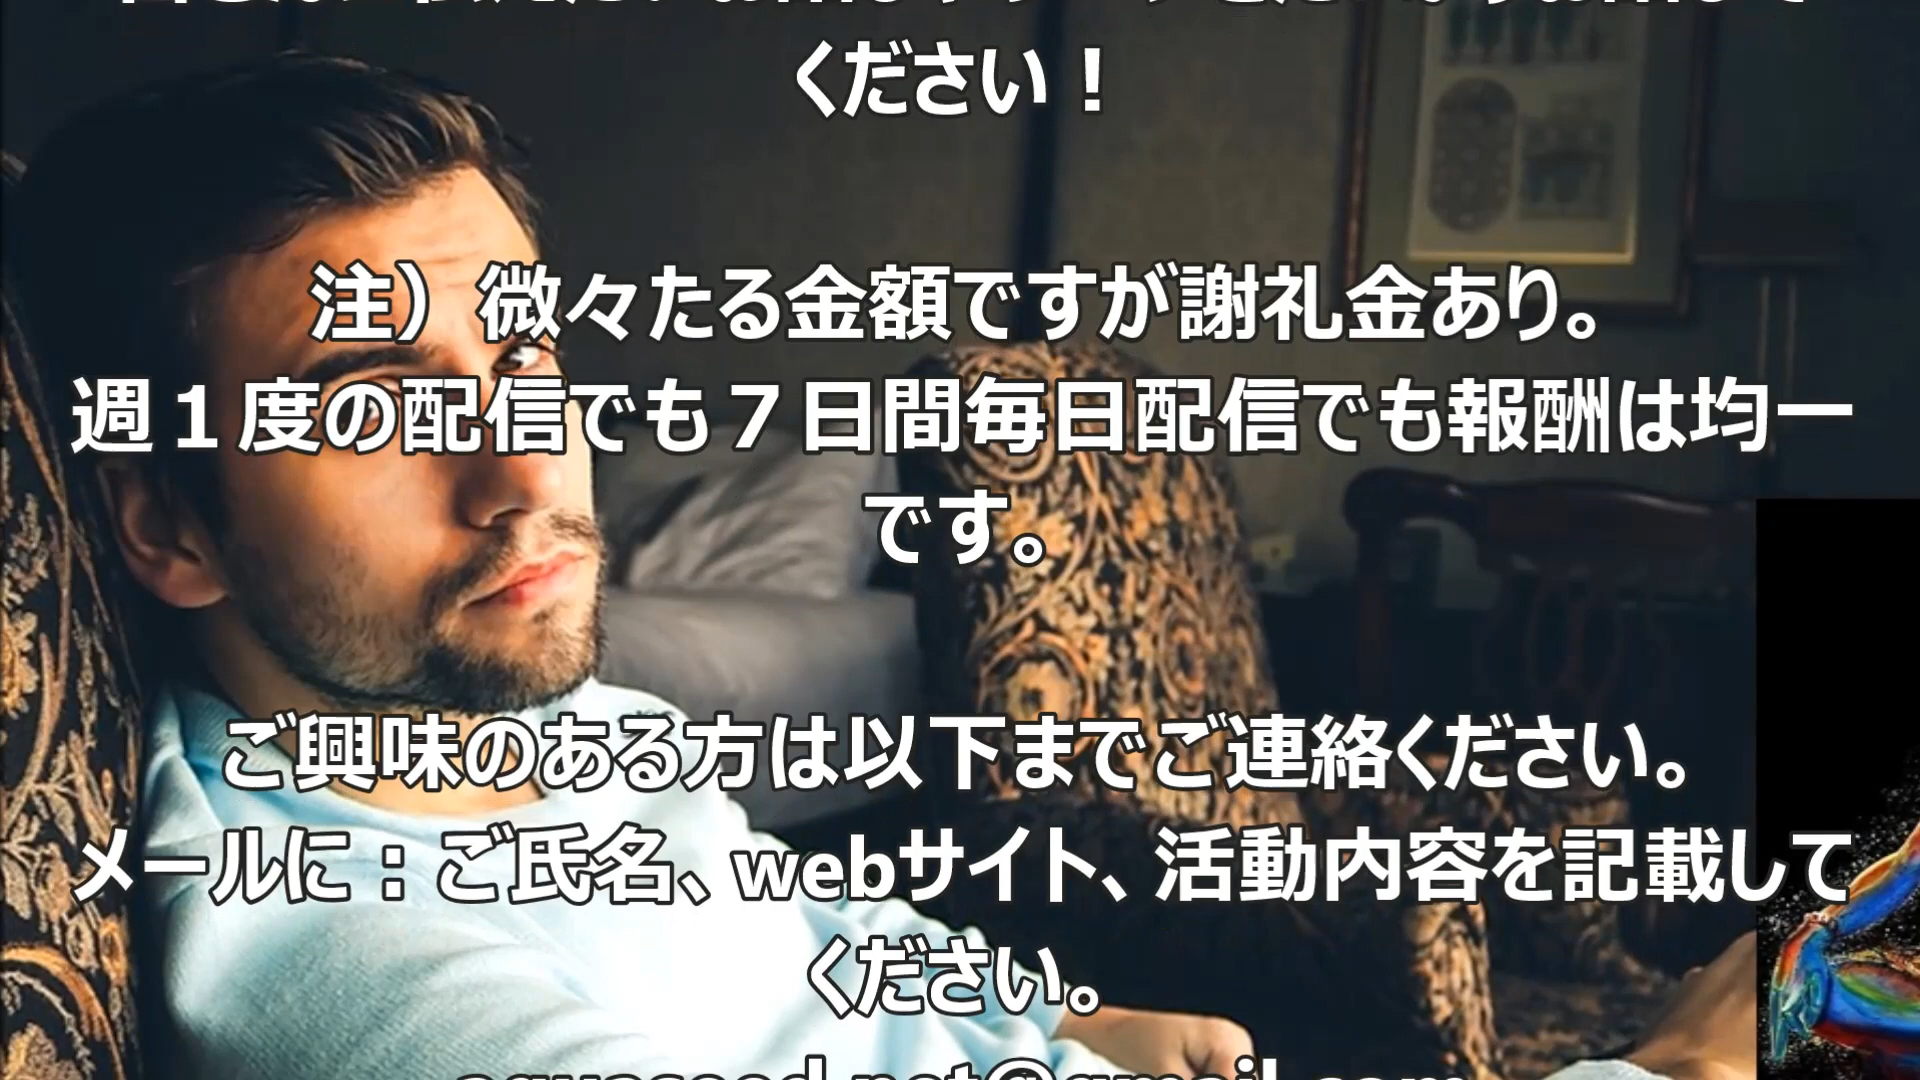 ください！
注）微々たる金額ですが謝礼金あり。
週１度の配信でも７日間毎日配信でも報酬は均一
です。
ご興味のある方は以下までご連絡ください。
メールに：ご氏名、webサイト、活動内容を記載して
ください。